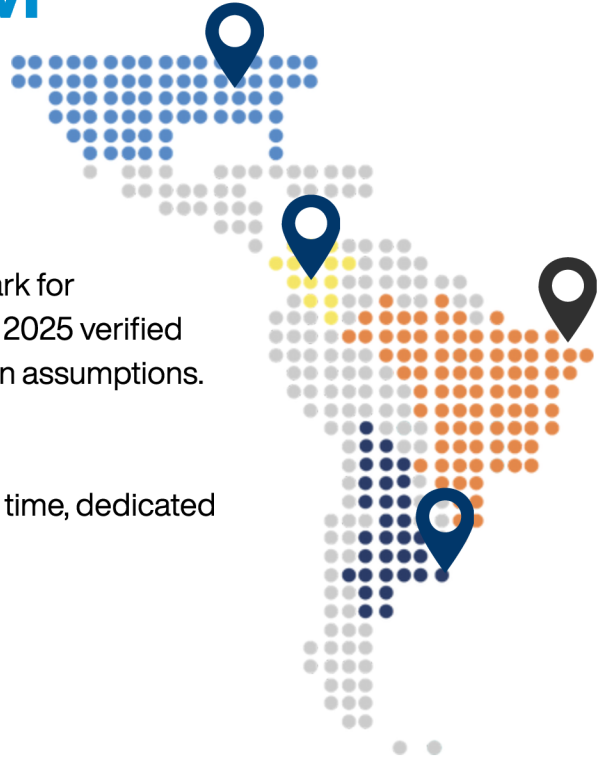 ark for
2025 verified
n assumptions.
time, dedicated